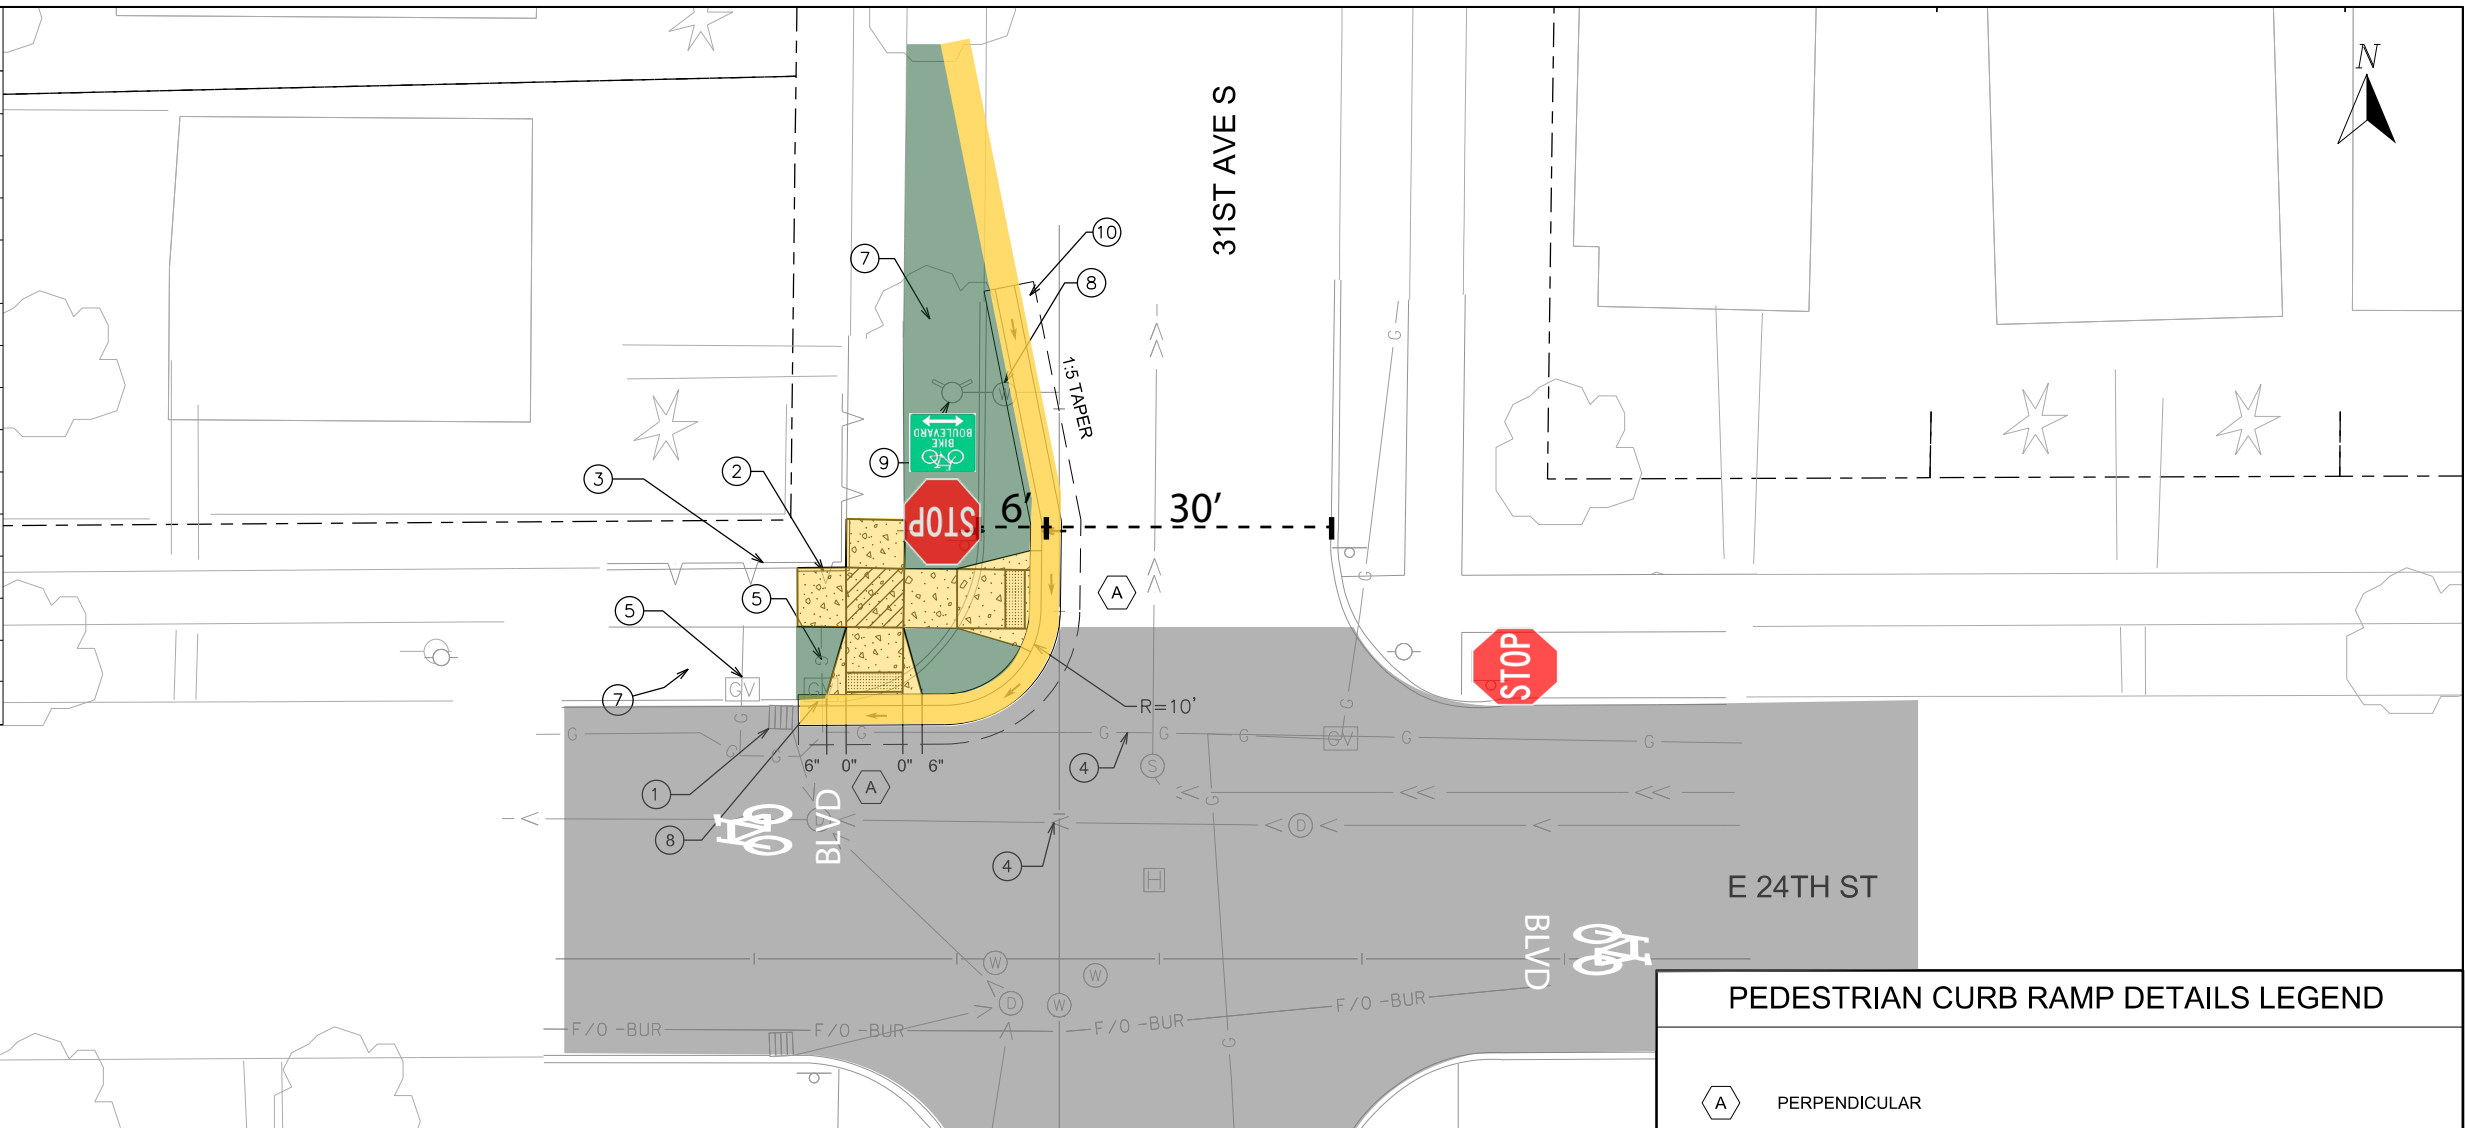 N
31ST AVE S
10
7
8
1:5 TAPER
BIKE
BOULEVARD
9
2
3
STOP
6'
30'
G
G
5
5
A
STOP
7
GV
GV
R=10'
G
G
G
G
G
G
GV
G
G
G
G
G
6" 0" 0" 6"
A
4
S
1
8
BLVD
D
D
G
4
H
E 24TH ST
BLVD
W
W
D
W
F/O -BUR
F/O -BUR
F/O -BUR
F/O -BUR
G
PEDESTRIAN CURB RAMP DETAILS LEGEND
A PERPENDICULAR